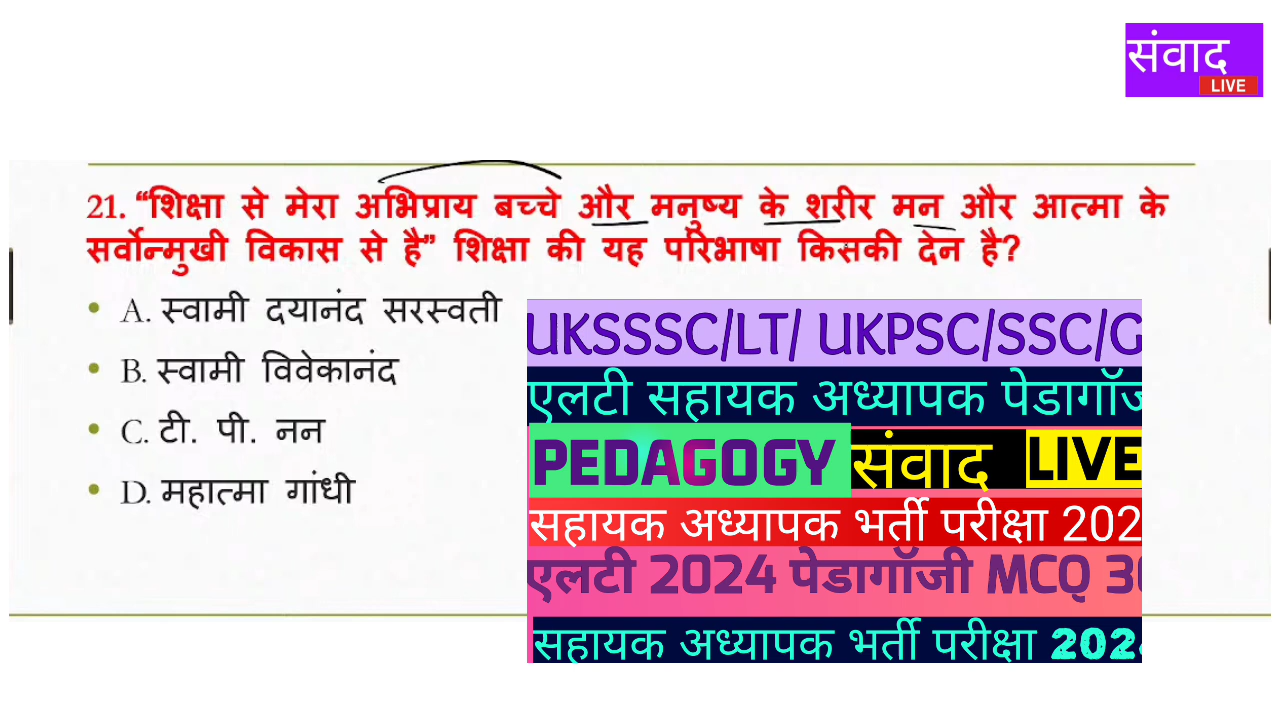 संवाद
LIVE
21. “शिक्षा से मेरा अभिप्राय बच्चे और मनुष्य के शरीर मन और आत्मा के
सर्वोन्मुखी विकास से है” शिक्षा की यह परिभाषा किसकी देन है?
• A. स्वामी दयानंद सरस्वती
• B. स्वामी विवेकानंद
• C. टी. पी. नन
• D. महात्मा गांधी
UKSSSC/LT/ UKPSC/SSC/G
एलटी सहायक अध्यापक पेडागॉज
PEDAGOGY संवाद LIVE
सहायक अध्यापक भर्ती परीक्षा 202
एलटी 2024 पेडागॉजी MCQ 30
सहायक अध्यापक भर्ती परीक्षा 202